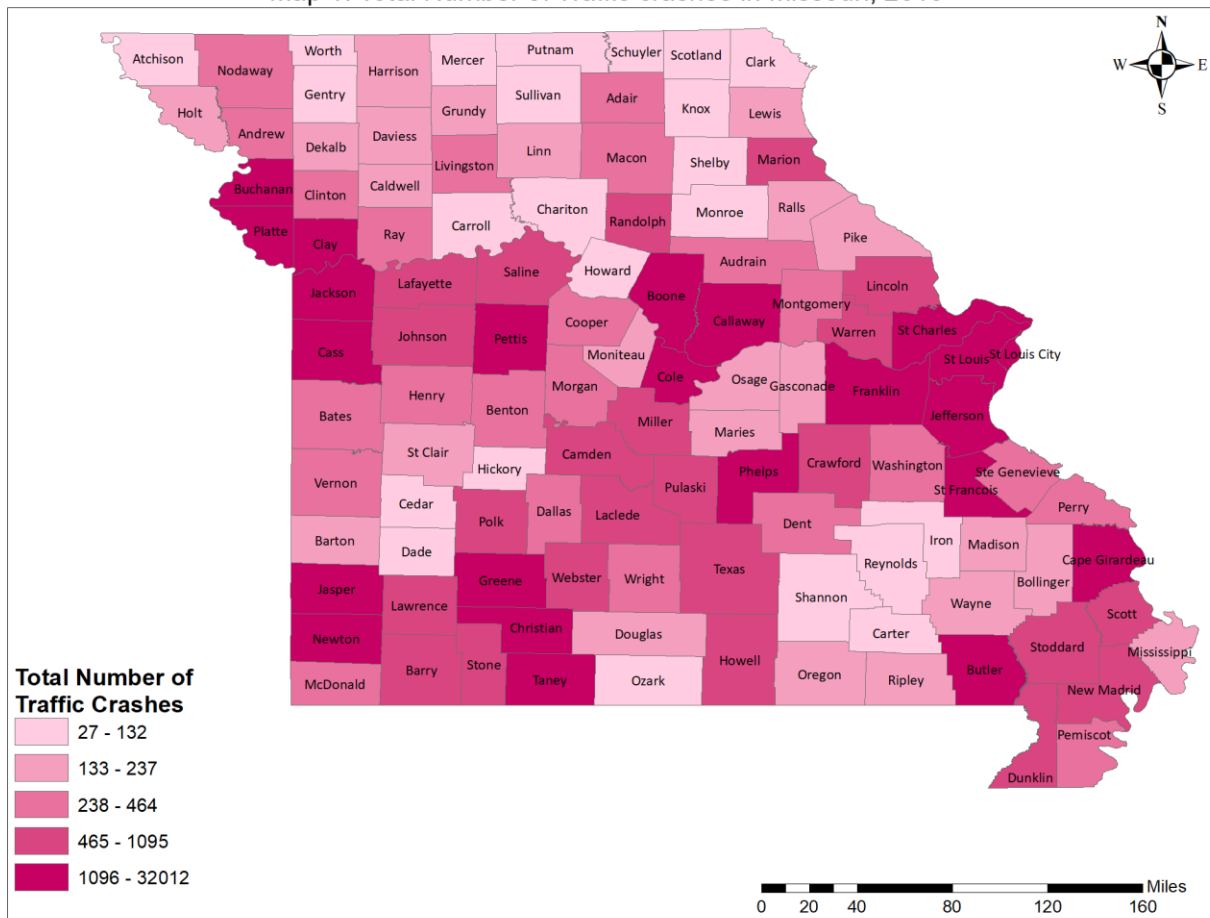 Total Number of Traffic crashes in Missouri,
N
W E
S
Atchison
Nodaway
Worth
Harrison
Mercer
Putnam
Schuyler
Scotland
Clark
Gentry
Sullivan
Adair
Knox
Lewis
Holt
Andrew
Dekalb
Daviess
Grundy
Linn
Macon
Shelby
Marion
Livingston
Buchanan
Clinton
Caldwell
Chariton
Randolph
Monroe
Ralls
Platte
Clay
Ray
Carroll
Pike
Audrain
Howard
Saline
Lafayette
Jackson
Boone
Callaway
Montgomery
Lincoln
Warren
St Charles
Johnson
Pettis
Cooper
Moniteau
Cass
Cole
Osage
Gasconade
Franklin
St Louis
St Louis City
Jefferson
Bates
Henry
Benton
Morgan
Miller
Maries
St Clair
Hickory
Camden
Phelps
Crawford
Washington
Ste Genevieve
St Francois
Vernon
Cedar
Polk
Dallas
Laclede
Pulaski
Dent
Iron
Madison
Perry
Barton
Dade
Greene
Webster
Wright
Texas
Reynolds
Bollinger
Cape Girardeau
Jasper
Lawrence
Christian
Douglas
Shannon
Wayne
Scott
Newton
Carter
Stoddard
Mississippi
McDonald
Barry
Stone
Taney
Ozark
Howell
Oregon
Ripley
Butler
New Madrid
Pemiscot
Dunklin
Total Number of
Traffic Crashes
27 - 132
133 - 237
238 - 464
465 - 1095
1096 - 32012
Miles
0 20 40 80 120 160